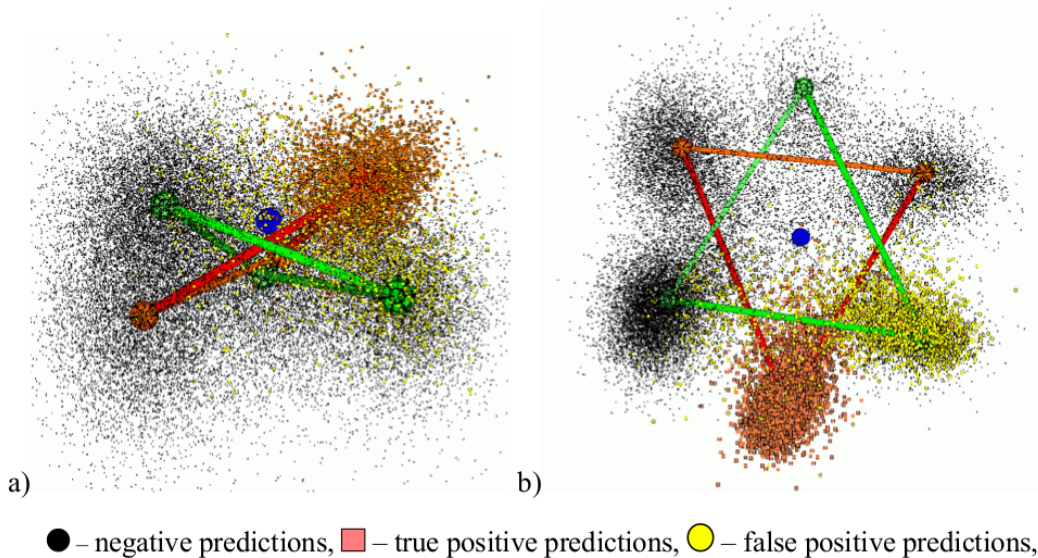 a)
b)
– negative predictions, – true positive predictions, – false positive predictions,